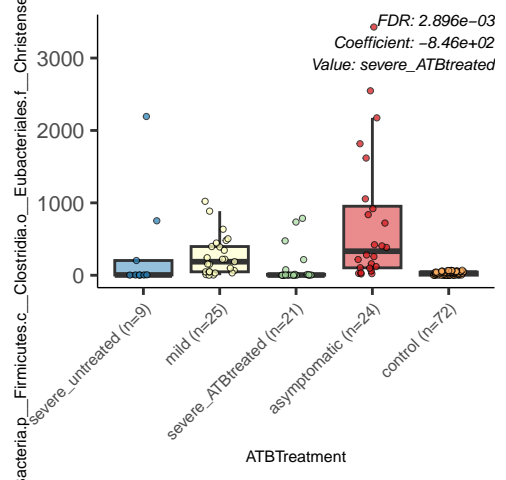 FDR: 2.896e−03
Coefficient: −8.46e+02
Value: severe_ATBtreated
3000
2000
1000
0
acteria.p__Firmicutes.c__Clostridia.o__Eubacteriales.f__Christense
severe_untreated (n=9)
mild (n=25)
severe_ATBtreated (n=21)
asymptomatic (n=24)
control (n=72)
ATBTreatment